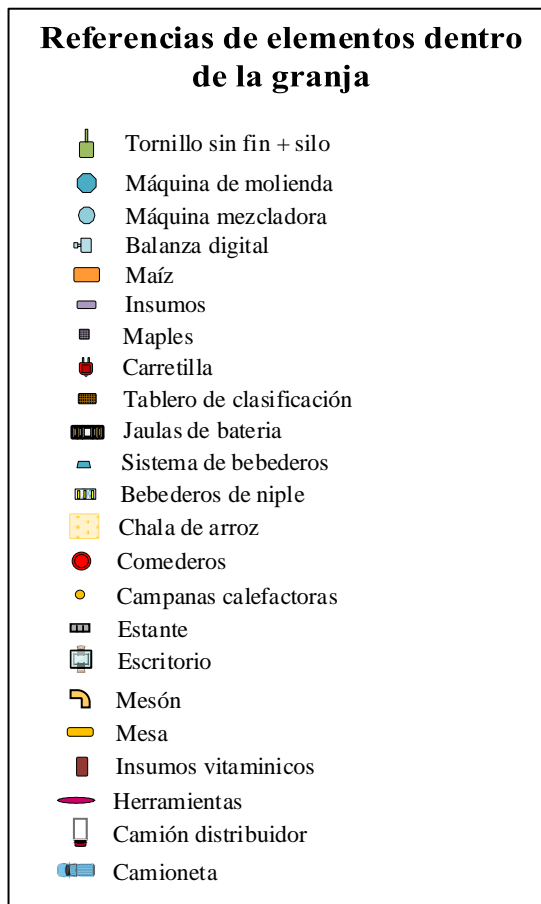 Referencias de elementos dentro
de la granja
Tornillo sin fin + silo
Máquina de molienda
Máquina mezcladora
Balanza digital
Maíz
Insumos
Maples
Carretilla
Tablero de clasificación
Jaulas de bateria
Sistema de bebederos
Bebederos de niple
Chala de arroz
Comederos
Campanas calefactoras
Estante
Escritorio
Mesón
Mesa
Insumos vitaminicos
Herramientas
Camión distribuidor
Camioneta